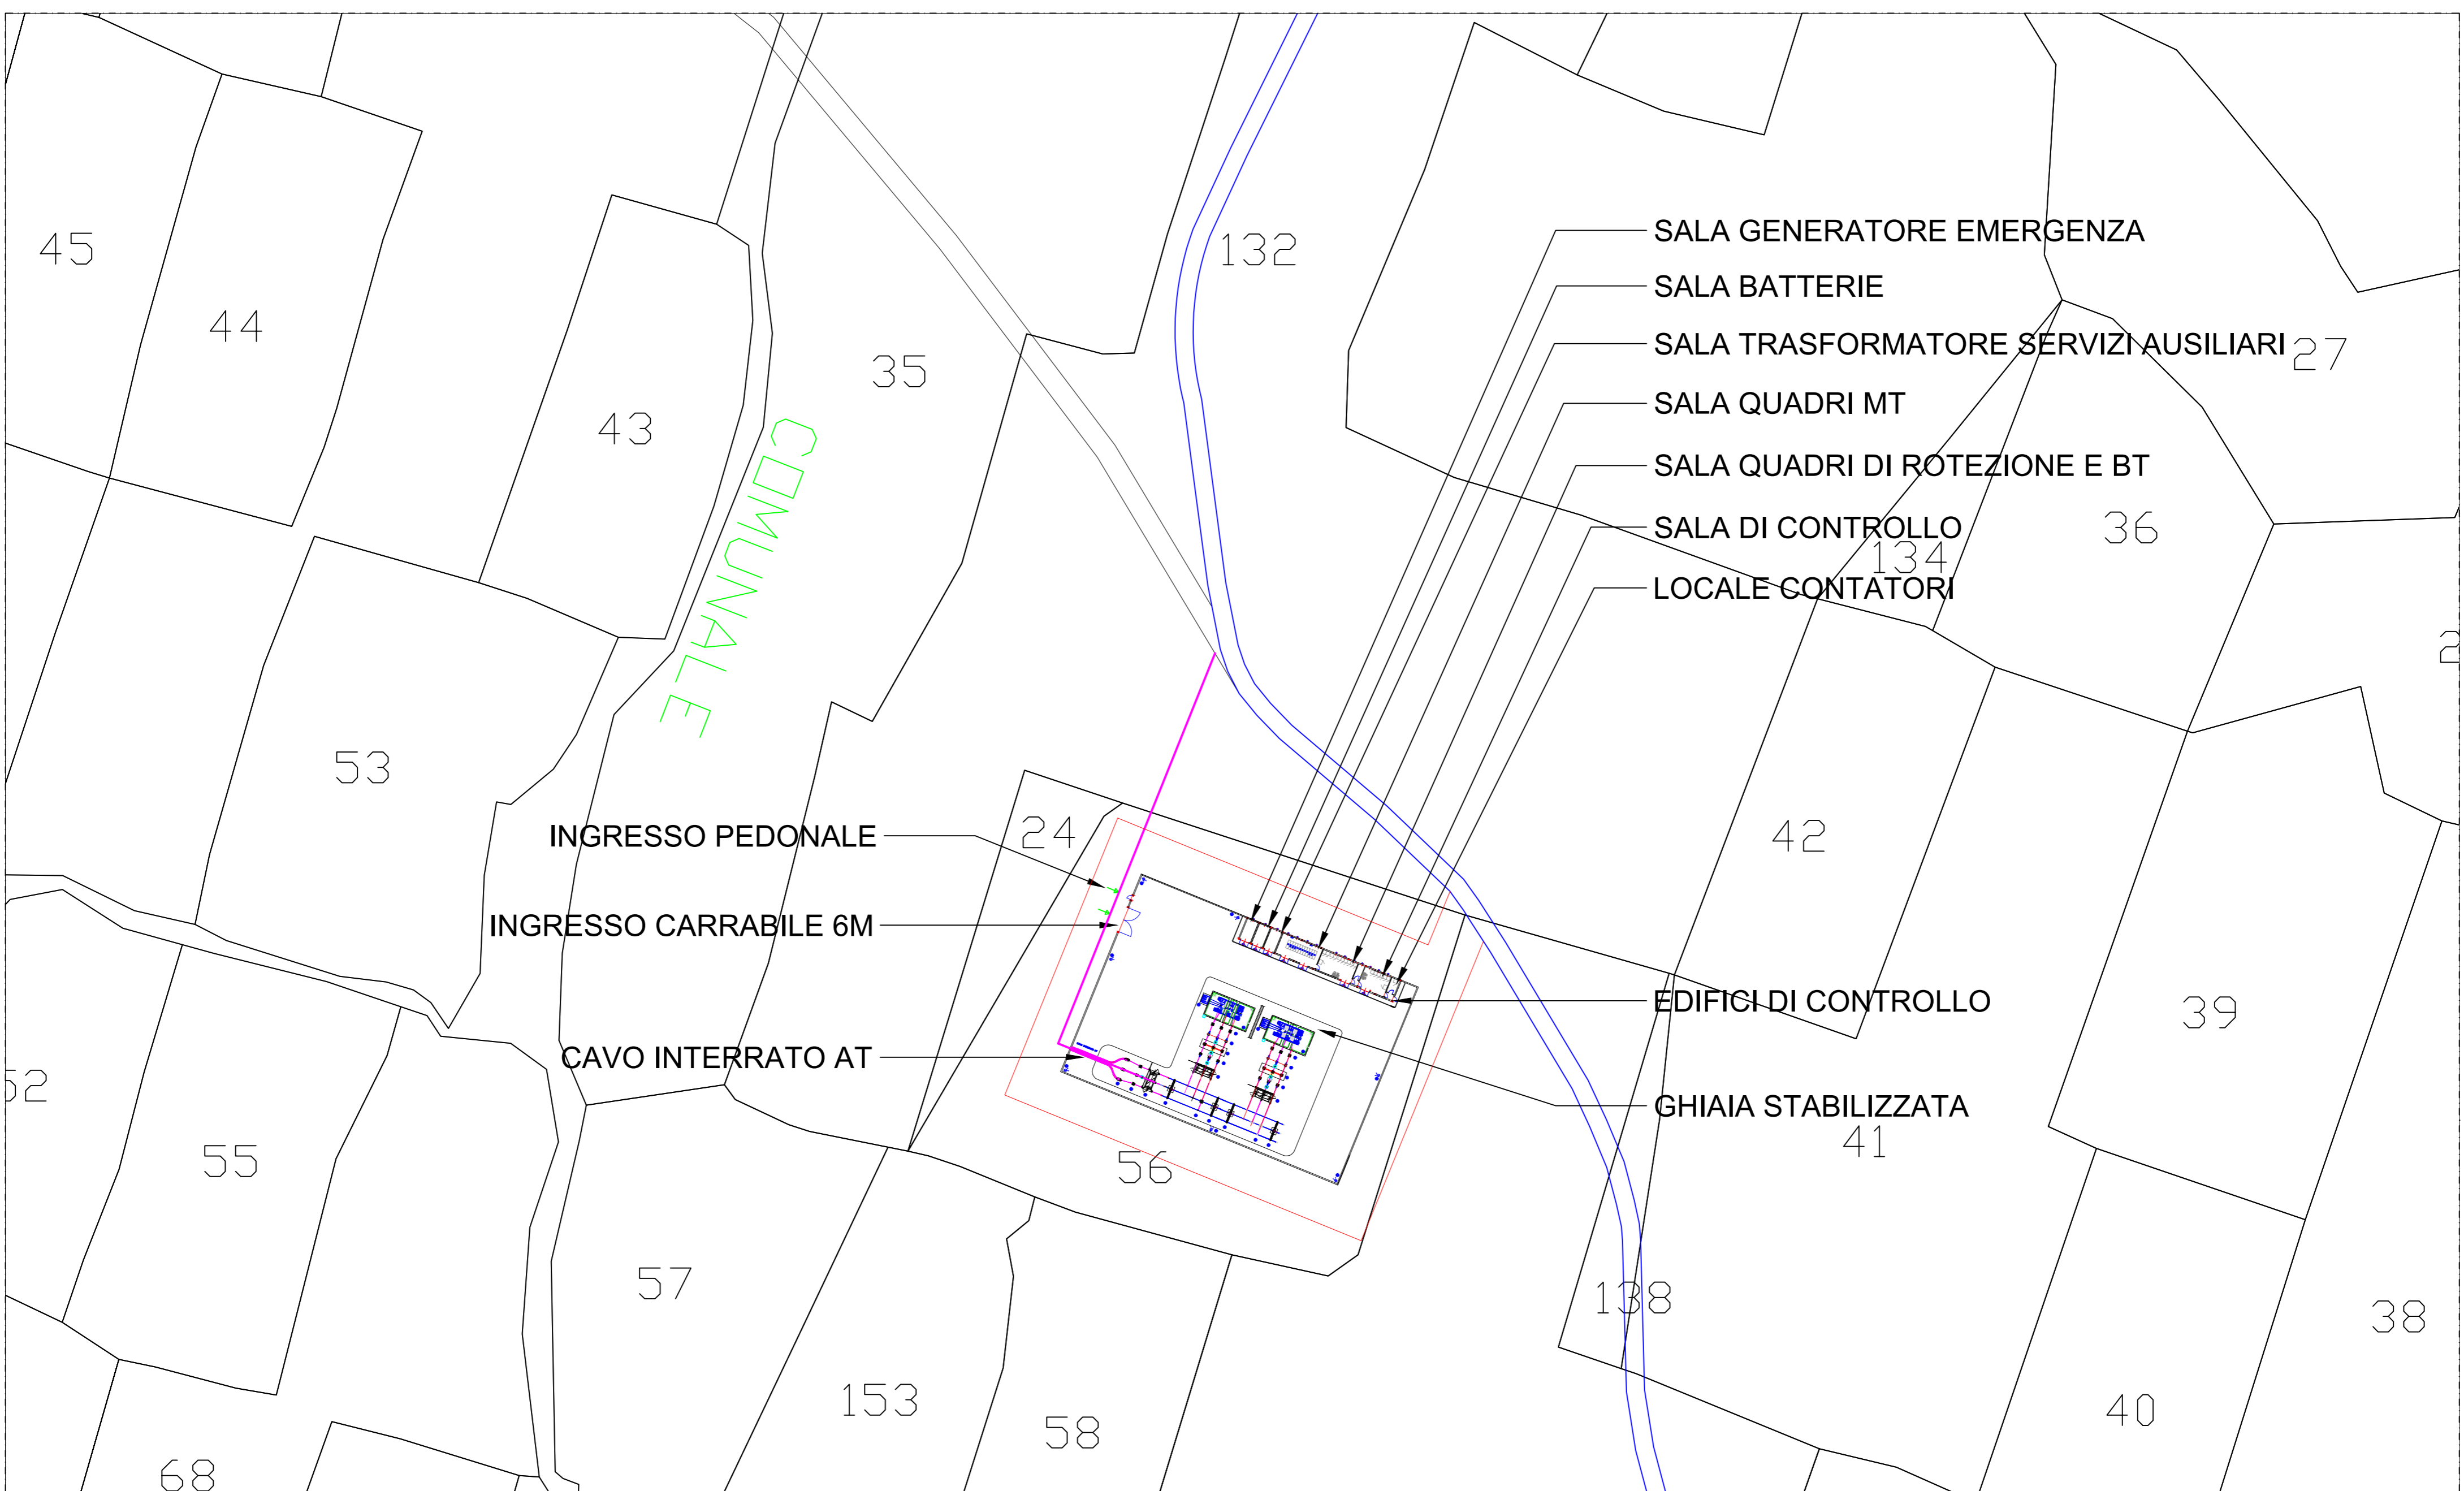 45
44
43
35
132
SALA GENERATORE EMERGENZA
SALA BATTERIE
SALA TRASFORMATORE SERVIZI AUSILIARI
27
SALA QUADRI MT
SALA QUADRI DI ROTEZIONE E BT
SALA DI CONTROLLO
134
36
LOCALE CONTATORI
COMUNALE
53
24
42
INGRESSO PEDONALE
INGRESSO CARRABILE 6M
CAVO INTERRATO AT
EDIFICI DI CONTROLLO
39
GHIAIA STABILIZZATA
41
52
55
56
57
138
38
153
58
40
68